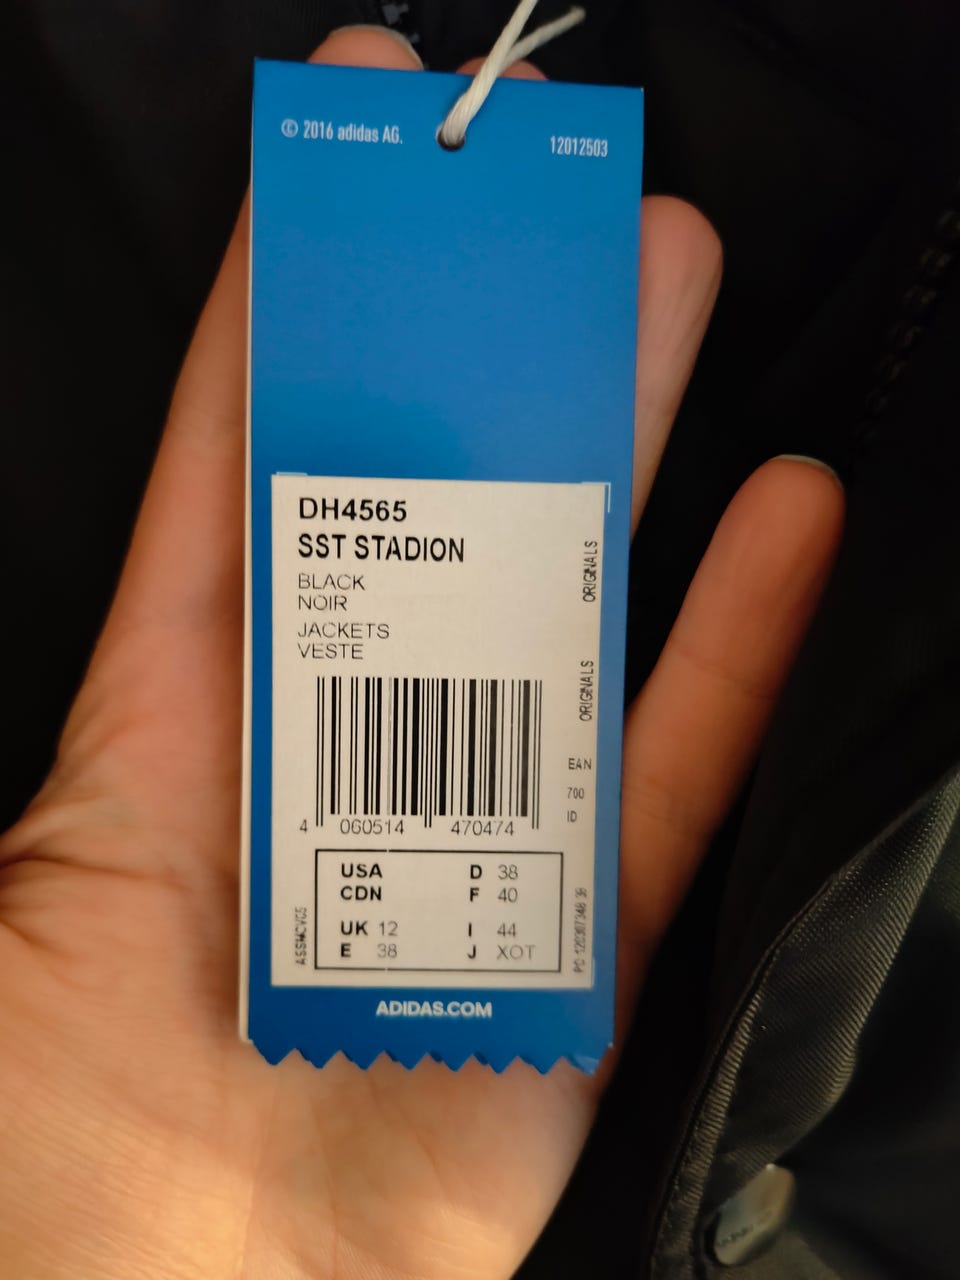 © 2016 adidas AG.
12012503
DH4565
SST STADION
BLACK
NOIR
JACKETS
VESTE
ORIGINALS
ORIGINALS
EAN
700
ID
4 060514 470474
USA D 38
CDN F 40
UK 12 I 44
E 38 J XOT
ADIDAS.COM